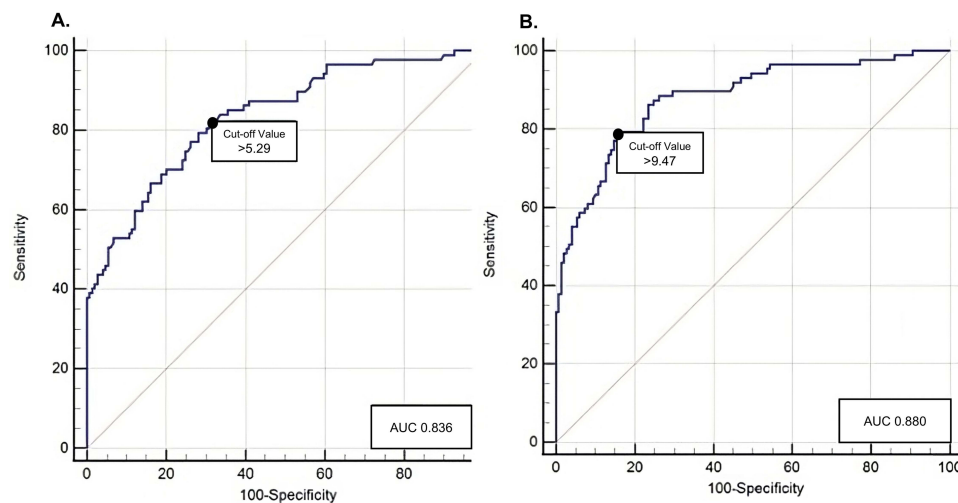 A.
100
80
60
40
20
0
Sensitivity
Cut-off Value
>5.29
AUC 0.836
0 20 40 60 80
100-Specificity
B.
100
80
60
40
20
0
Sensitivity
Cut-off Value
>9.47
AUC 0.880
0 20 40 60 80 100
100-Specificity